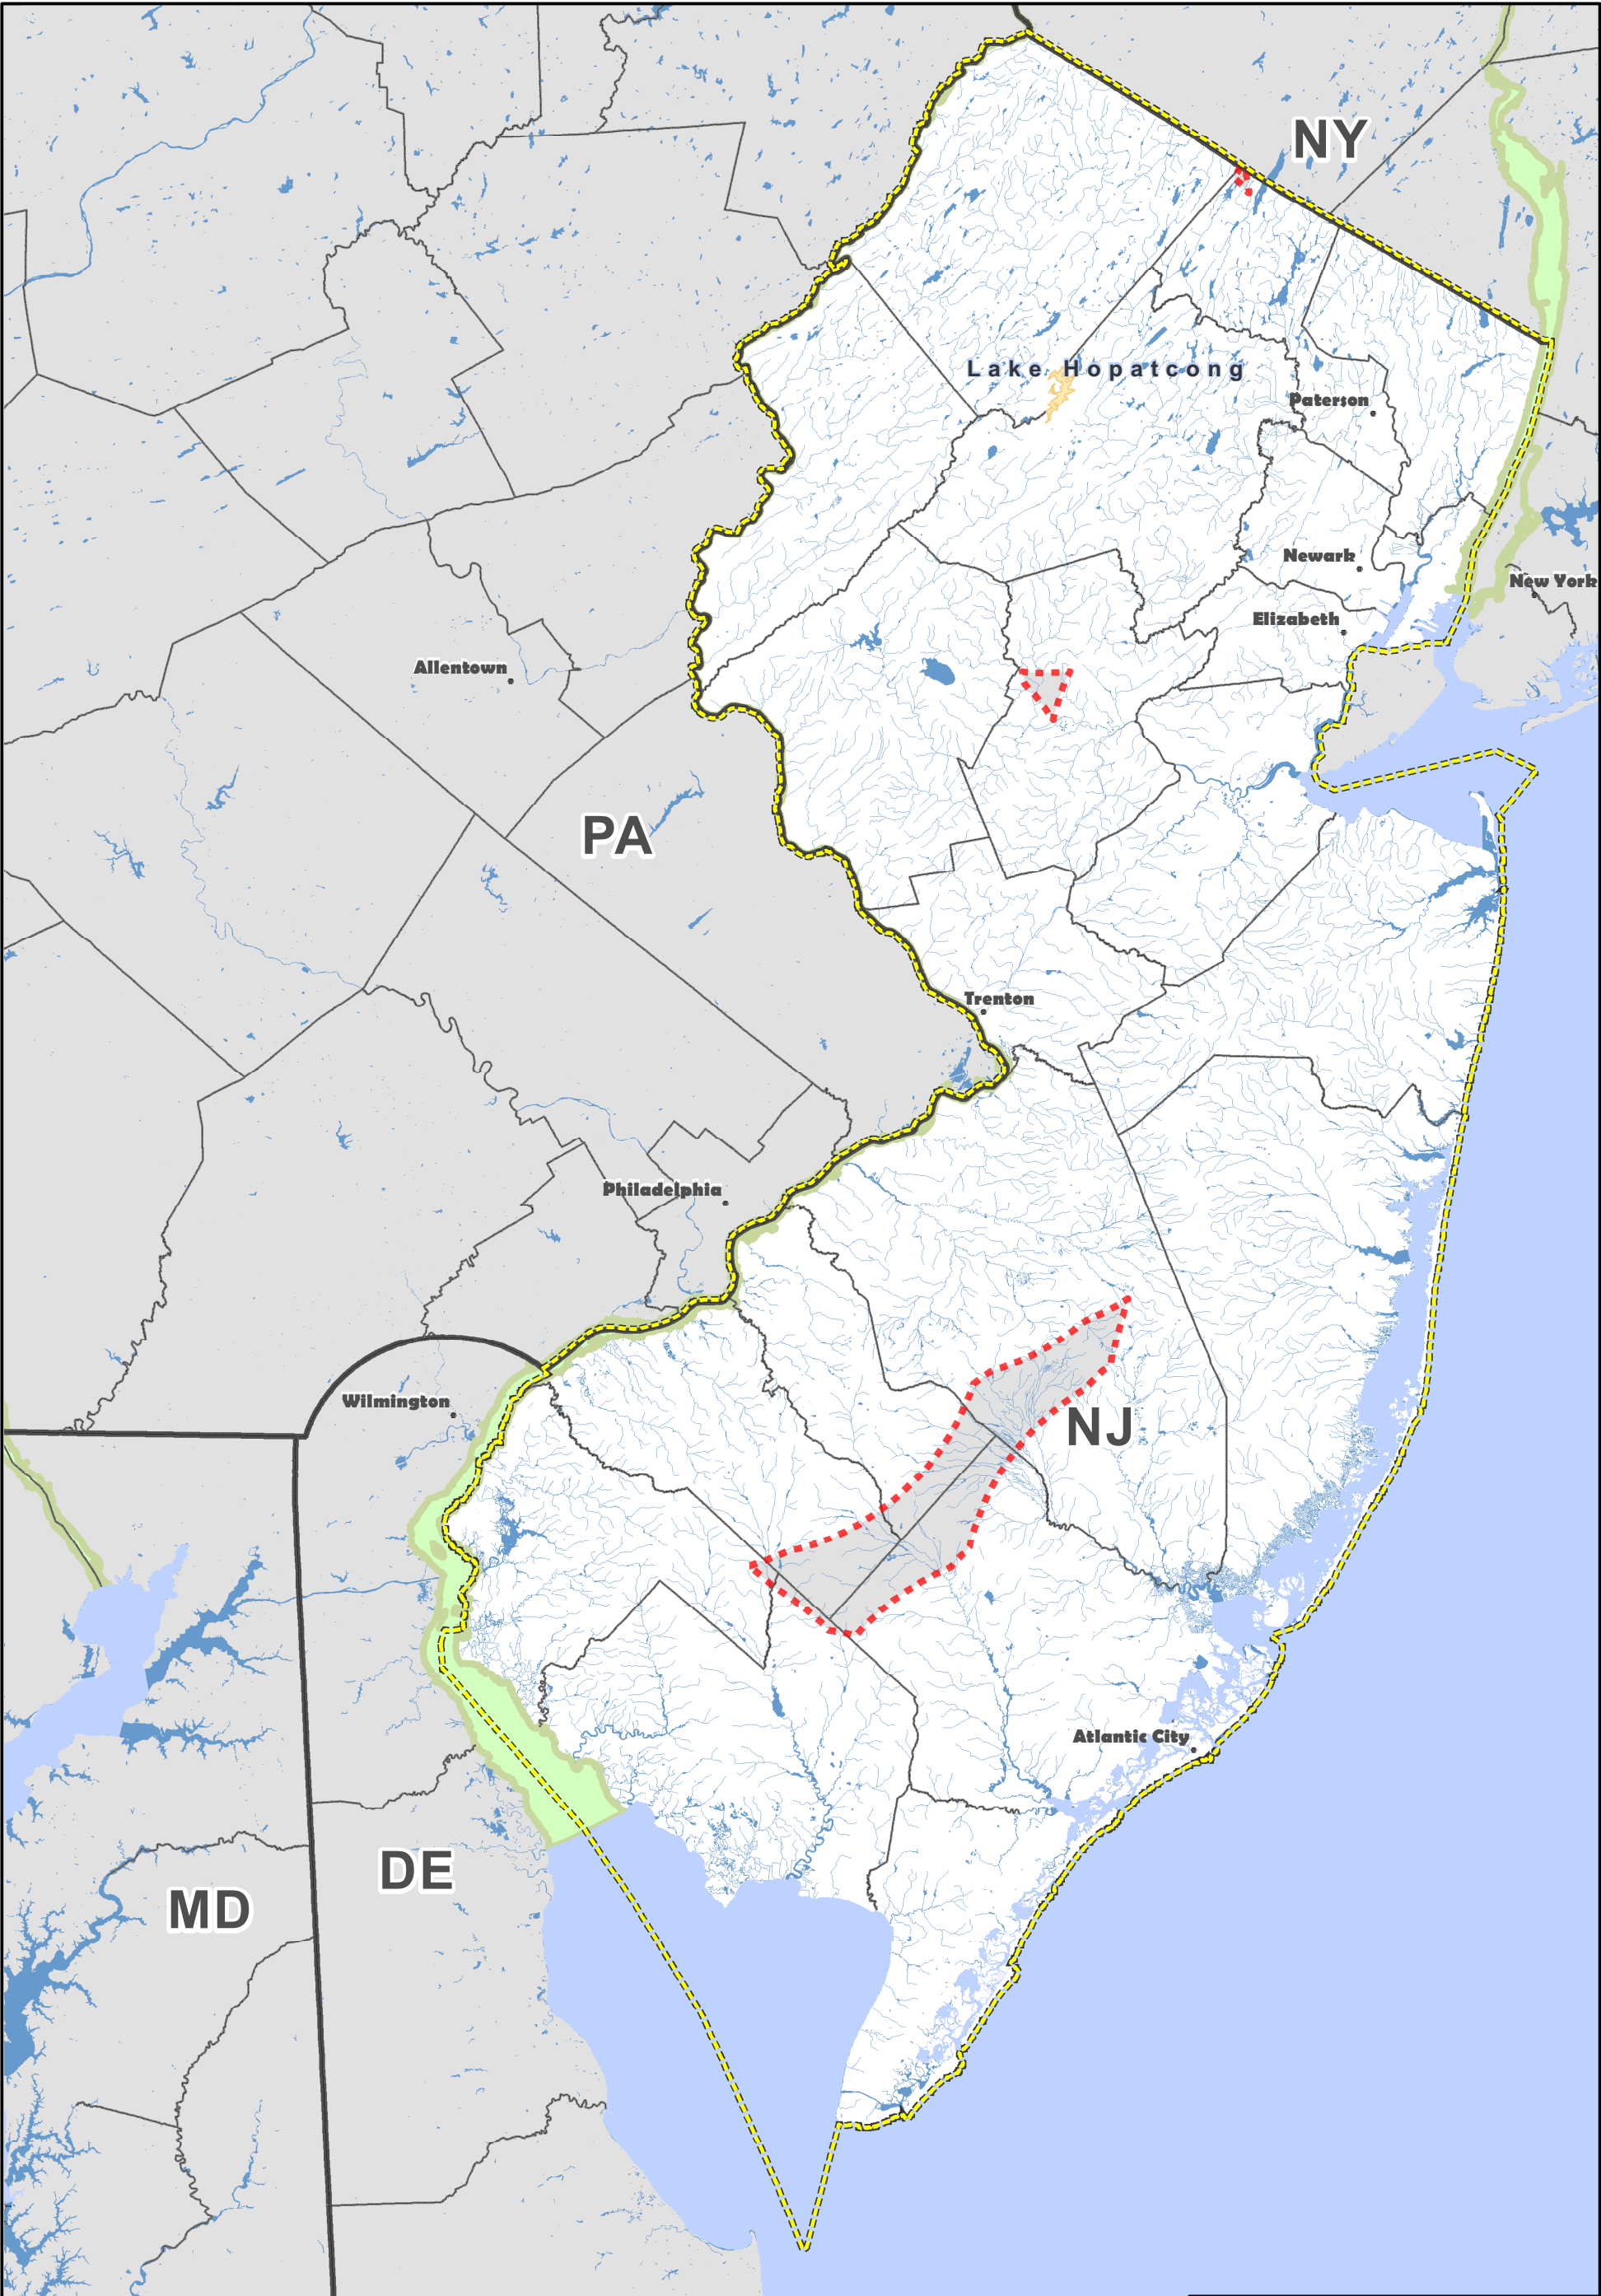 NY
Lake Hopatcong
Paterson
Newark
New York
Elizabeth
Allentown
PA
Trenton
Philadelphia
Wilmington
NJ
Atlantic City
DE
MD